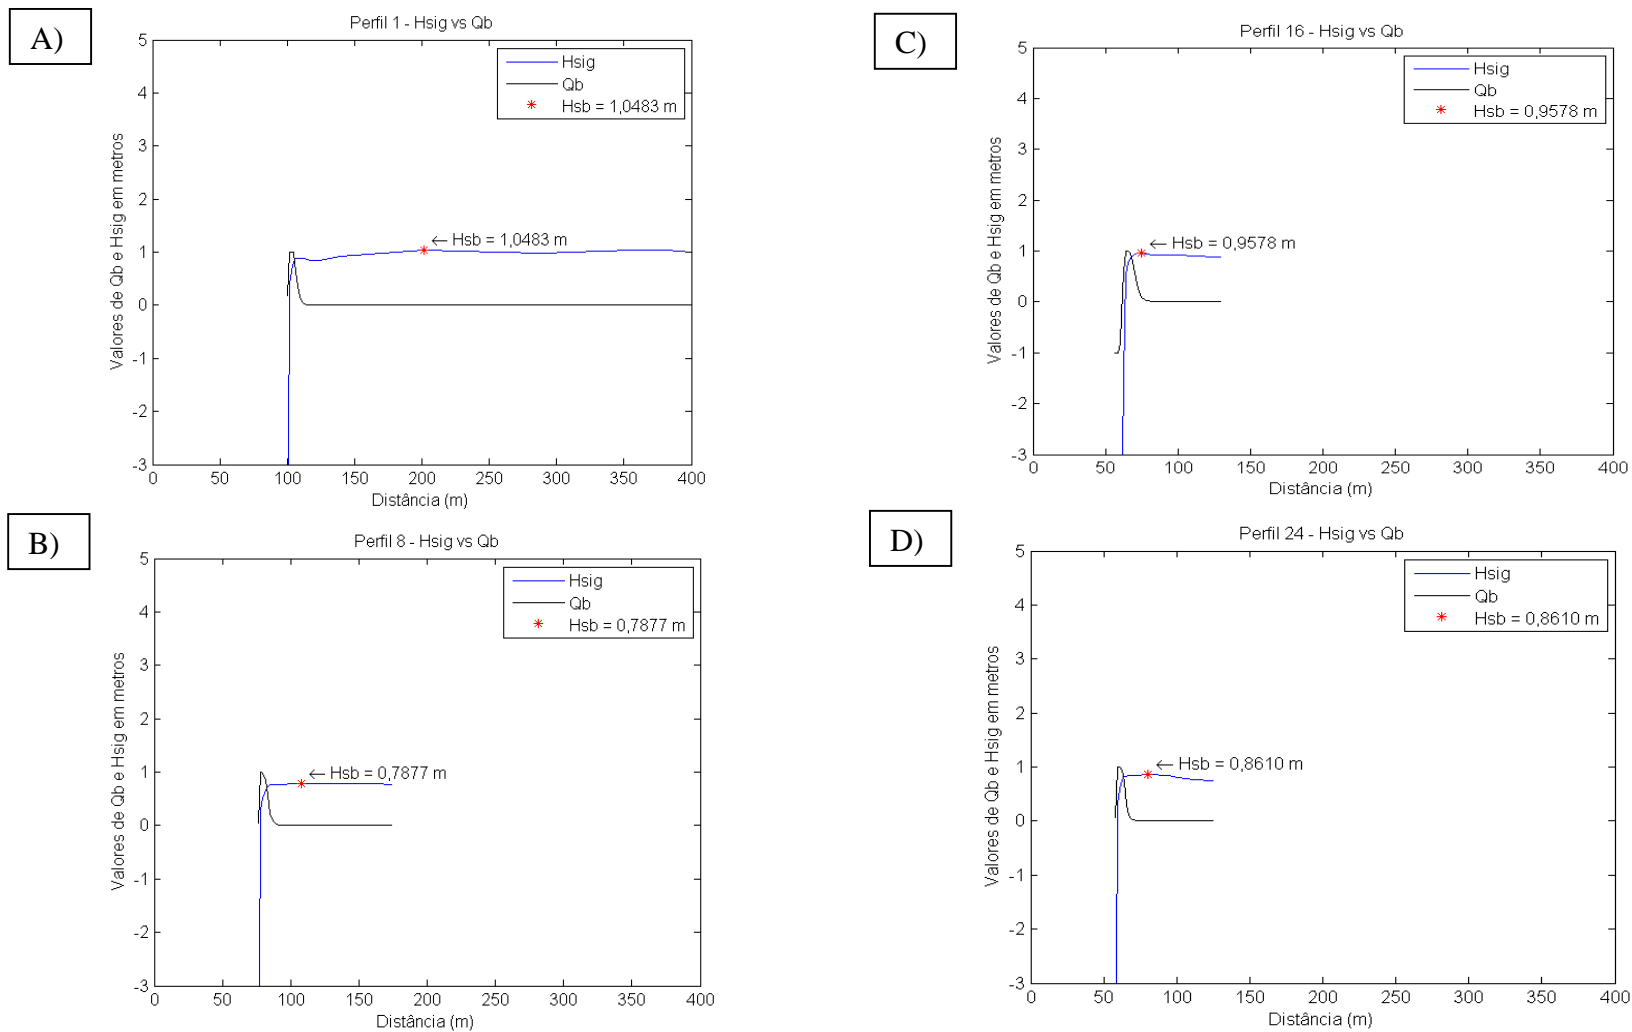 A)
Perfil 1 - Hsig vs Qb
Valores de Qb e Hsig em metros
5
4
3
2
1
0
-1
-2
-3
Hsig
Qb
Hsb = 1,0483 m
← Hsb = 1,0483 m
0 50 100 150 200 250 300 350 400
Distância (m)
B)
Perfil 8 - Hsig vs Qb
Valores de Qb e Hsig em metros
5
4
3
2
1
0
-1
-2
-3
Hsig
Qb
Hsb = 0,7877 m
← Hsb = 0,7877 m
0 50 100 150 200 250 300 350 400
Distância (m)
C)
Perfil 16 - Hsig vs Qb
Valores de Qb e Hsig em metros
5
4
3
2
1
0
-1
-2
-3
Hsig
Qb
Hsb = 0,9578 m
← Hsb = 0,9578 m
0 50 100 150 200 250 300 350 400
Distância (m)
D)
Perfil 24 - Hsig vs Qb
Valores de Qb e Hsig em metros
5
4
3
2
1
0
-1
-2
-3
Hsig
Qb
Hsb = 0,8610 m
← Hsb = 0,8610 m
0 50 100 150 200 250 300 350 400
Distância (m)